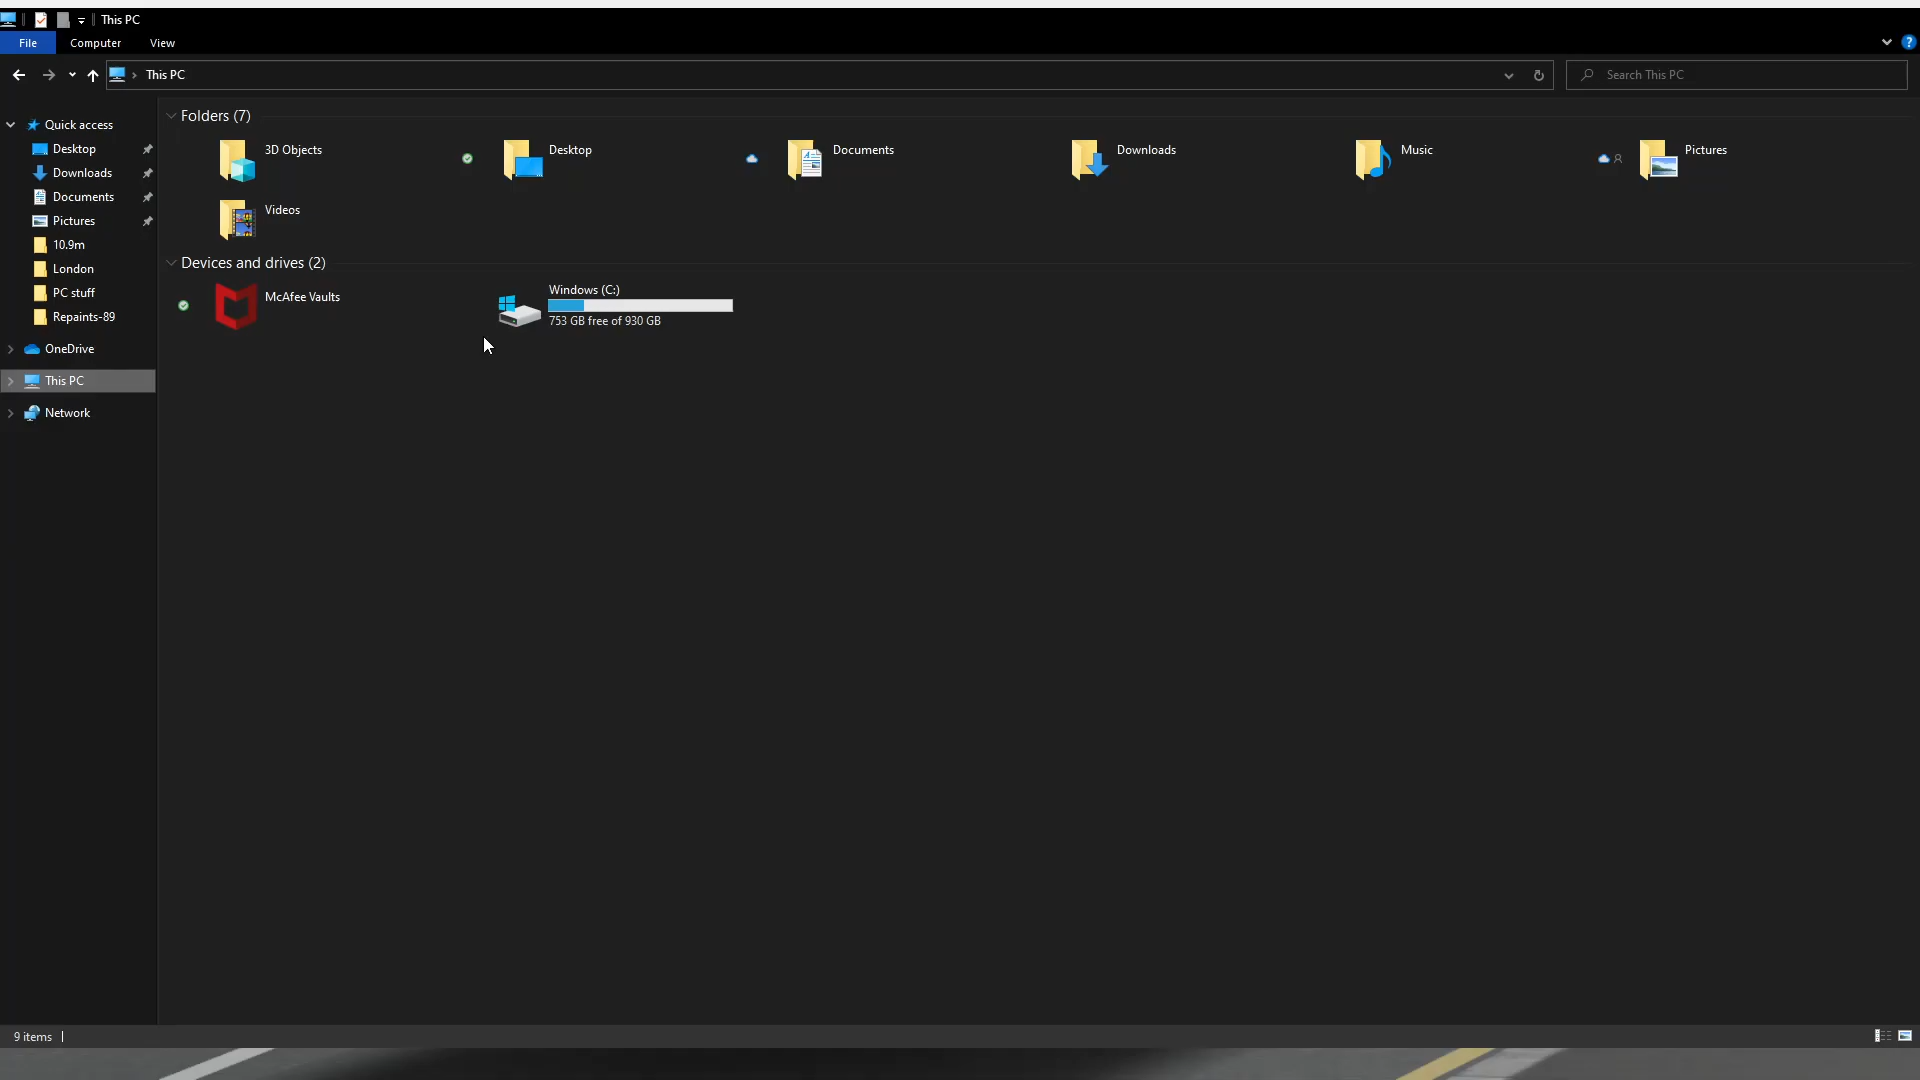 This PC
File Computer View
This PC
Search This PC
Quick access
Desktop
Downloads
Documents
Pictures
10.9m
London
PC stuff
Repaints-89
OneDrive
This PC
Network
Folders (7)
3D Objects
Desktop
Documents
Downloads
Music
Pictures
Videos
Devices and drives (2)
McAfee Vaults
Windows (C:)
753 GB free of 930 GB
9 items